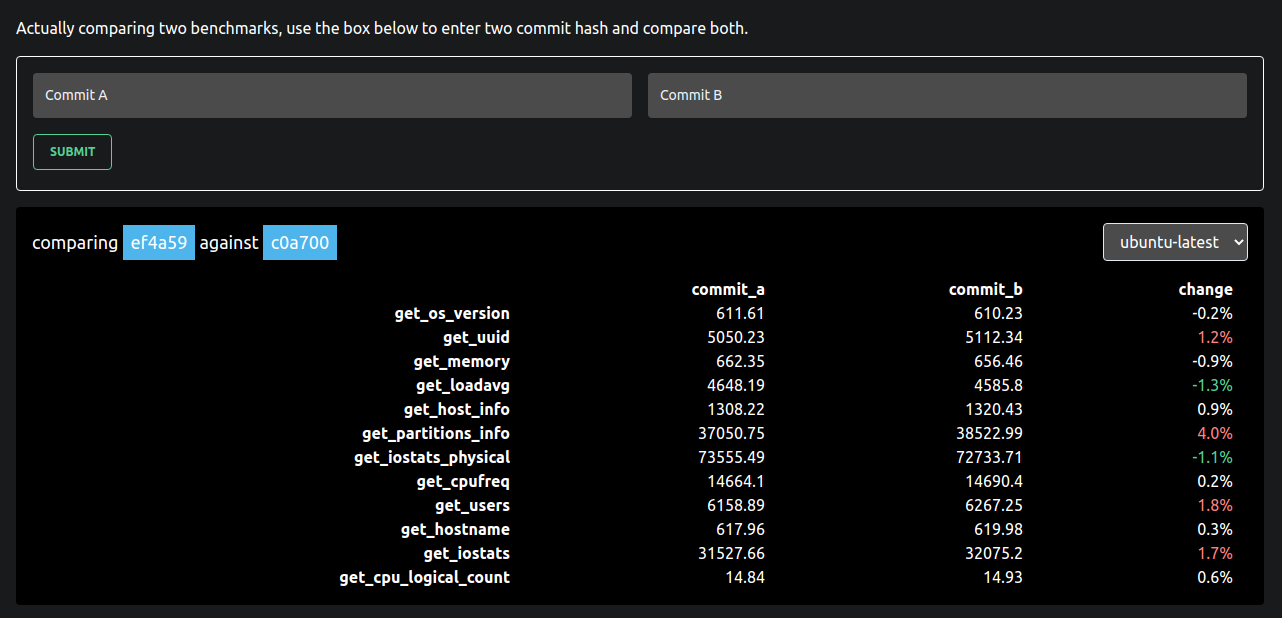 Actually comparing two benchmarks, use the box below to enter two commit hash and compare both.
Commit A Commit B
SUBMIT
comparing ef4a59 against c0a700 ubuntu-latest
commit_a commit_b change
get_os_version 611.61 610.23 -0.2%
get_uuid 5050.23 5112.34 1.2%
get_memory 662.35 656.46 -0.9%
get_loadavg 4648.19 4585.8 -1.3%
get_host_info 1308.22 1320.43 0.9%
get_partitions_info 37050.75 38522.99 4.0%
get_iostats_physical 73555.49 72733.71 -1.1%
get_cpufreq 14664.1 14690.4 0.2%
get_users 6158.89 6267.25 1.8%
get_hostname 617.96 619.98 0.3%
get_iostats 31527.66 32075.2 1.7%
get_cpu_logical_count 14.84 14.93 0.6%